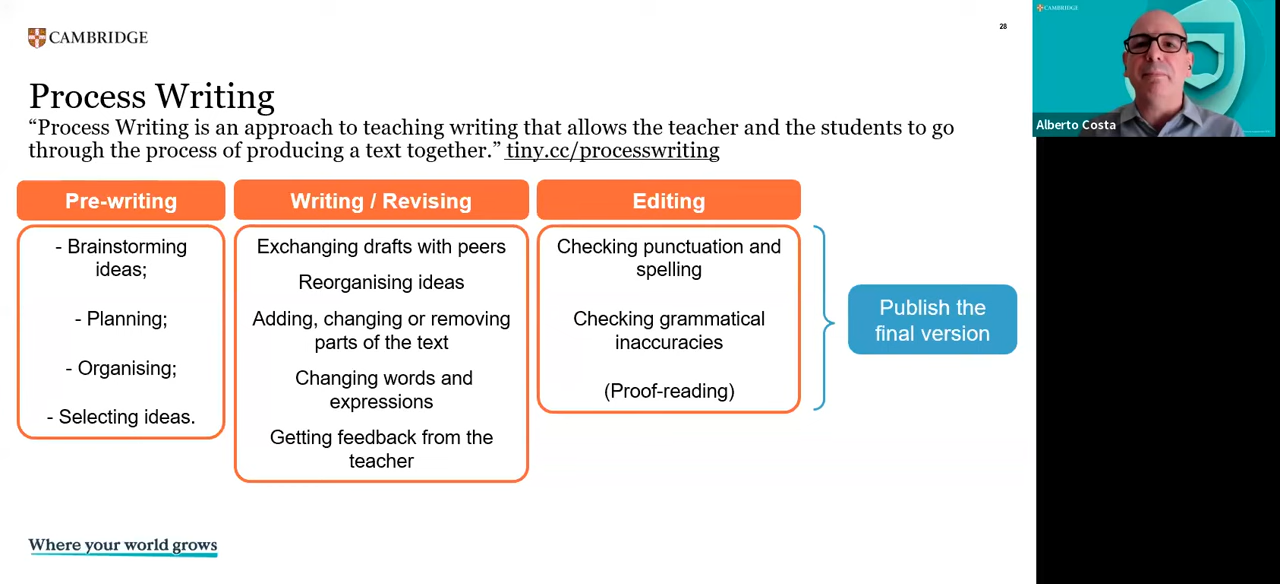 CAMBRIDGE
28
CAMBRIDGE
Alberto Costa
Process Writing
“Process Writing is an approach to teaching writing that allows the teacher and the students to go
through the process of producing a text together.” tiny.cc/processwriting
Pre-writing
- Brainstorming
ideas;
- Planning;
- Organising;
- Selecting ideas.
Writing / Revising
Exchanging drafts with peers
Reorganising ideas
Adding, changing or removing
parts of the text
Changing words and
expressions
Getting feedback from the
teacher
Editing
Checking punctuation and
spelling
Checking grammatical
inaccuracies
(Proof-reading)
Publish the
final version
Where your world grows